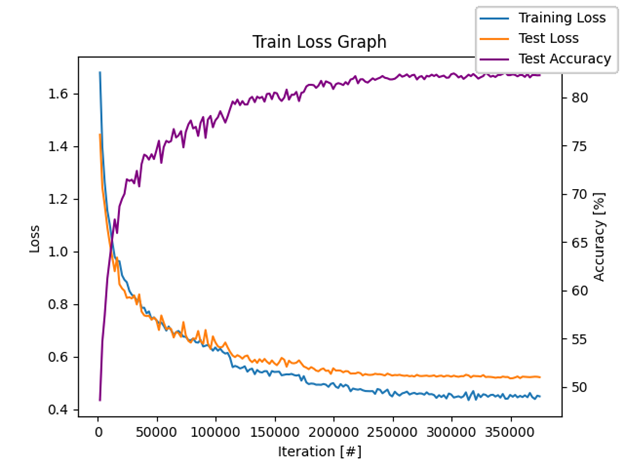 Training Loss
Test Loss
Test Accuracy
Train Loss Graph
1.6
1.4
1.2
1.0
0.8
0.6
0.4
Loss
80
75
70
65
60
55
50
Accuracy [%]
0 50000 100000 150000 200000 250000 300000 350000
Iteration [#]